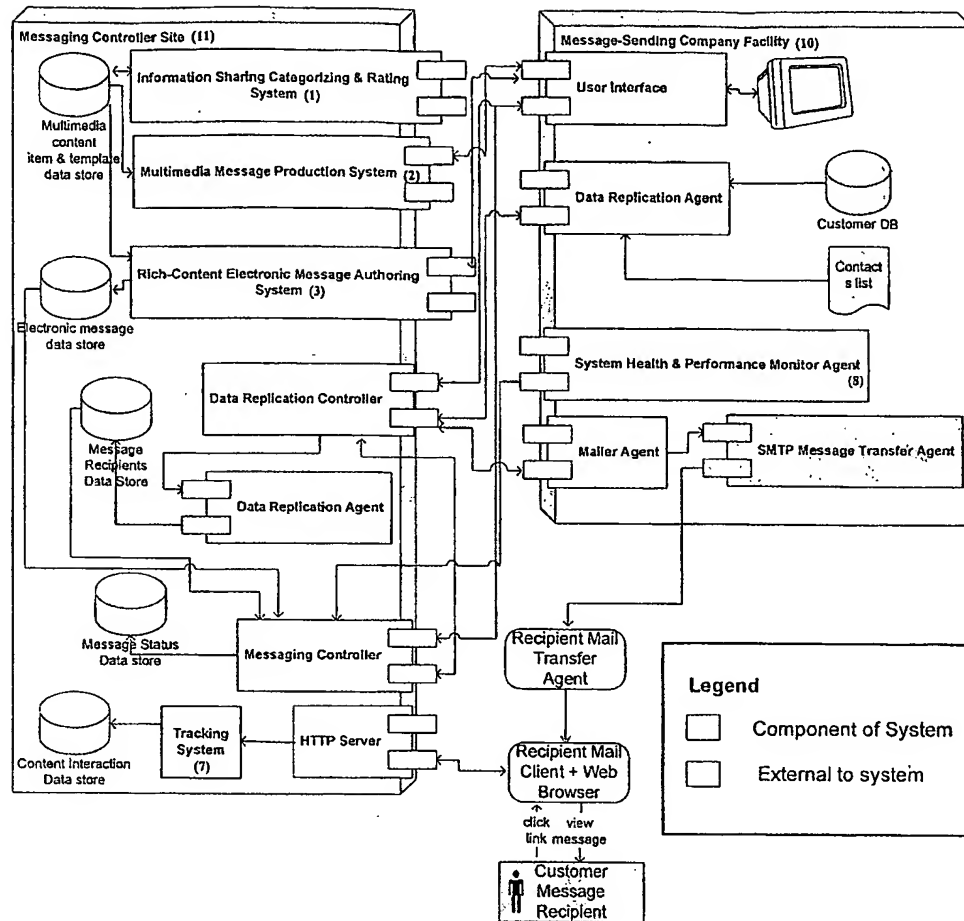 Messaging Controller Site (11)
Information Sharing Categorizing & Rating
System (1)
Multimedia
content
item & template
data store
Multimedia Message Production System (2)
Rich-Content Electronic Message Authoring
System (3)
Electronic message
data store
Data Replication Controller
Message
Recipients
Data Store
Data Replication Agent
Message Status
Data store
Messaging Controller
Content Interaction
Data store
Tracking
System
(7)
HTTP Server
Message-Sending Company Facility (10)
User Interface
Data Replication Agent
Customer DB
Contact
s list
System Health & Performance Monitor Agent
(8)
Mailer Agent
SMTP Message Transfer Agent
Recipient Mail
Transfer
Agent
Recipient Mail
Client + Web
Browser
click view
link message
Customer
Message
Recipient
Legend
Component of System
External to system